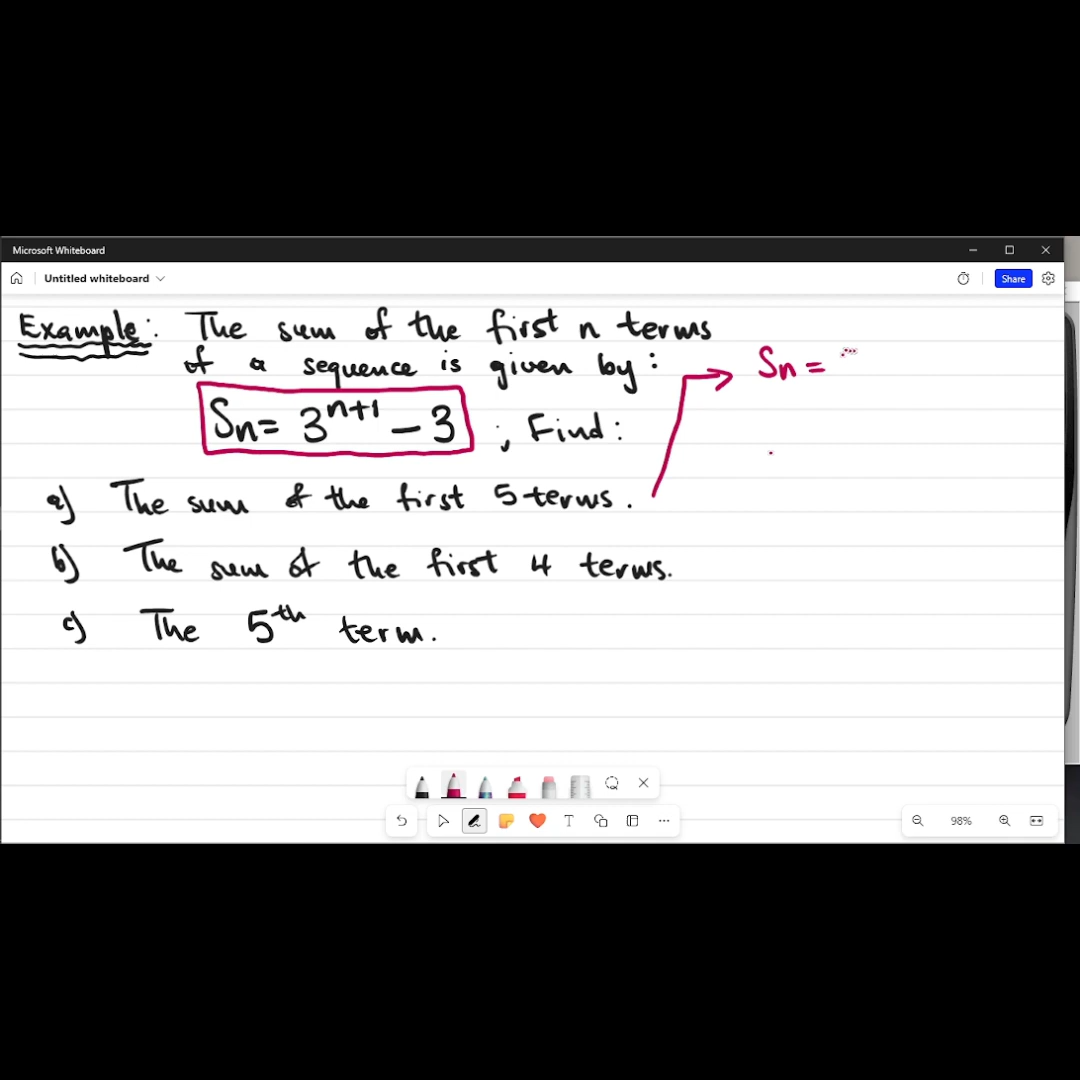 Microsoft Whiteboard
Untitled whiteboard
Share
Example: The sum of the first n terms
of a sequence is given by:
Sn= 3^{n+1} - 3 ; Find:
Sn =
a) The sum of the first 5 terms.
b) The sum of the first 4 terms.
c) The 5^{th} term.
98%